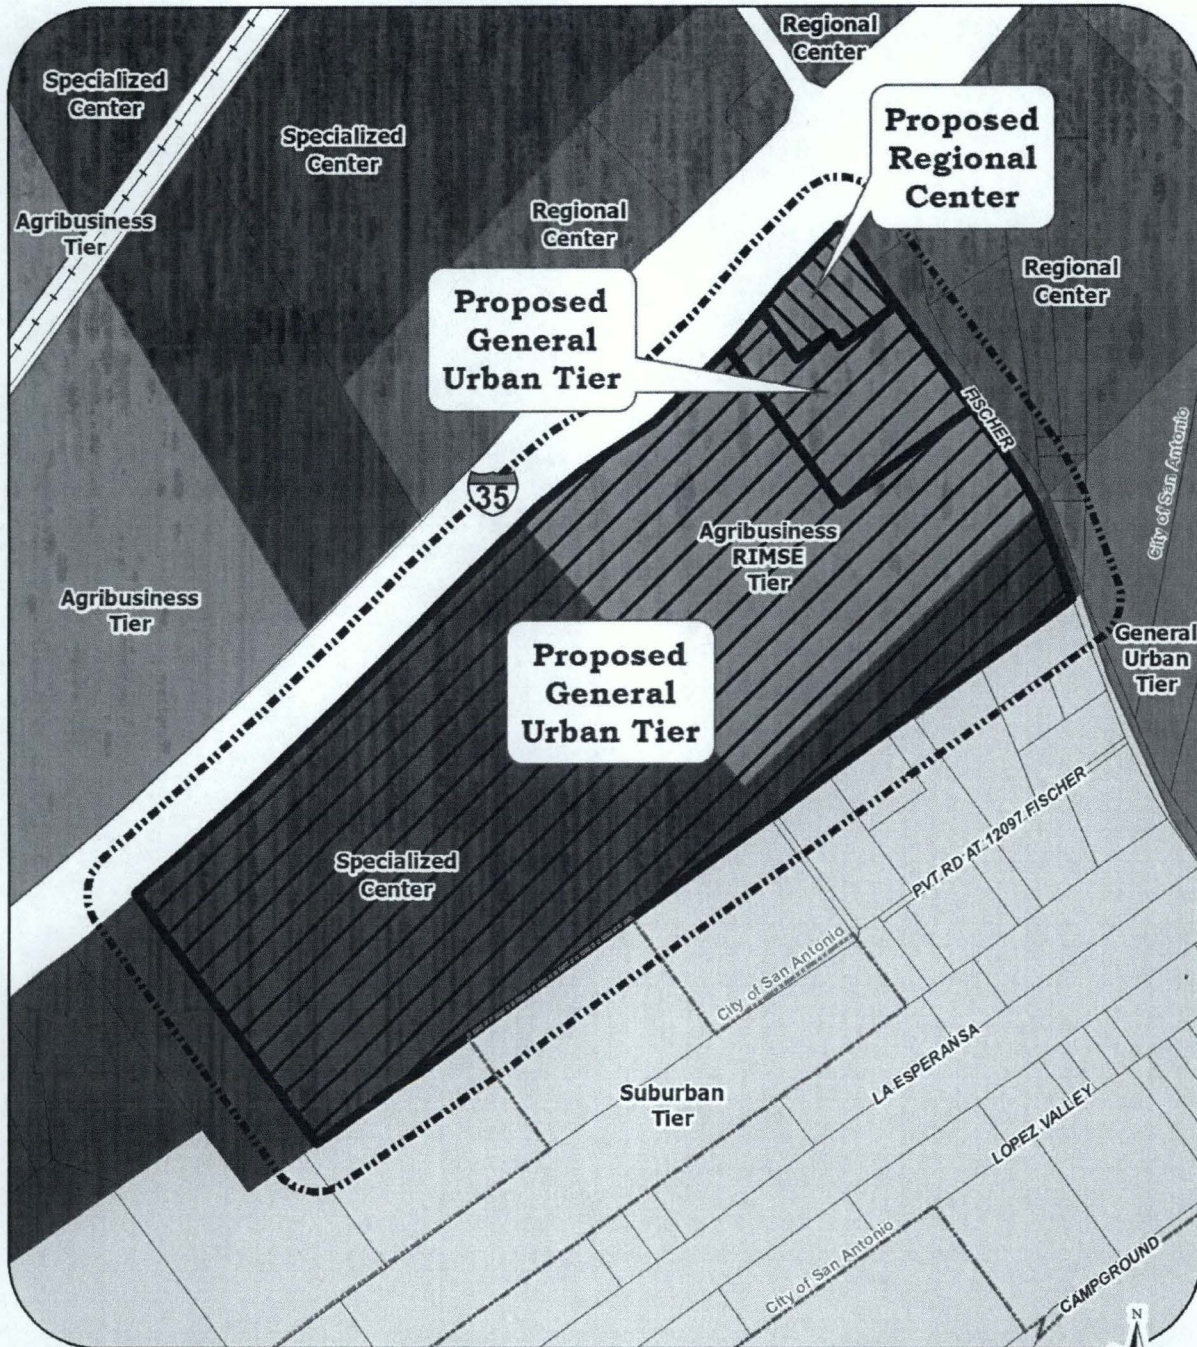 Regional
Center
Specialized
Center
Specialized
Center
Proposed
Regional
Center
Agribusiness
Tier
Regional
Center
Regional
Center
Proposed
General
Urban Tier
FISCHER
35
City of San Antonio
Agribusiness
RIMSE
Tier
Agribusiness
Tier
General
Urban
Tier
Proposed
General
Urban Tier
PVT RD AT 12097 FISCHER
Specialized
Center
City of San Antonio
LA ESPERANSA
Suburban
Tier
LOPEZ VALLEY
City of San Antonio
CAMPGROUND
N